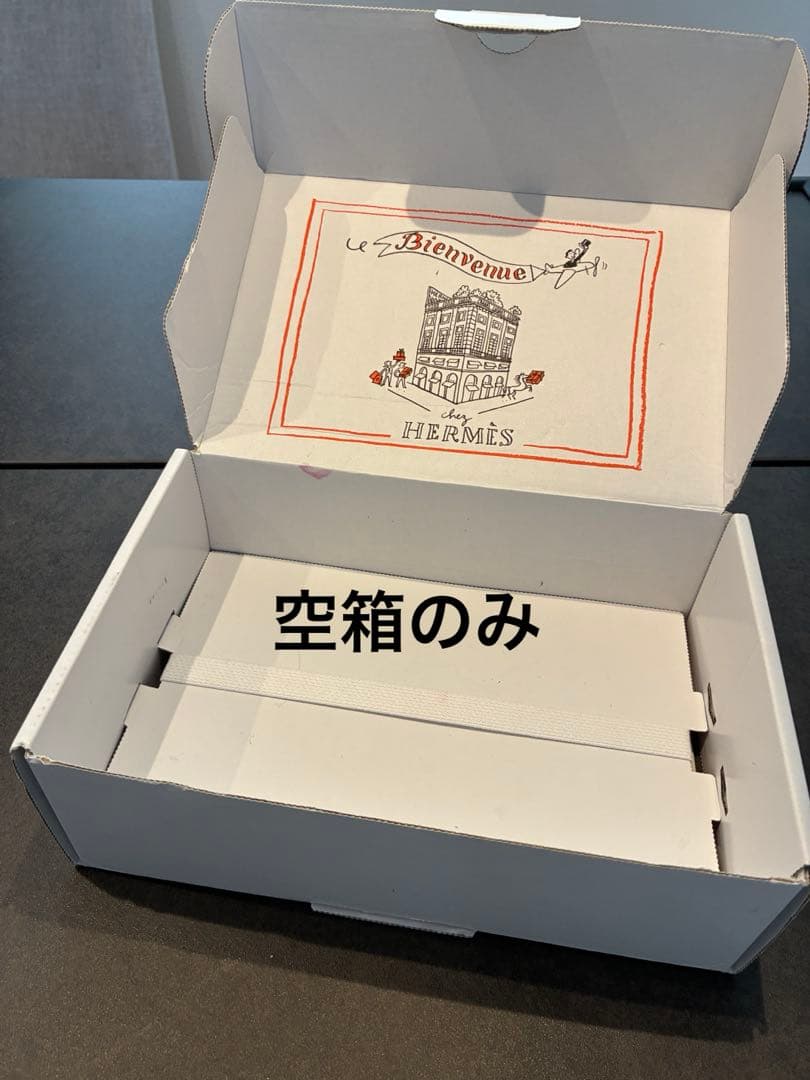 Bienvenue
chez
HERMÈS
空箱のみ